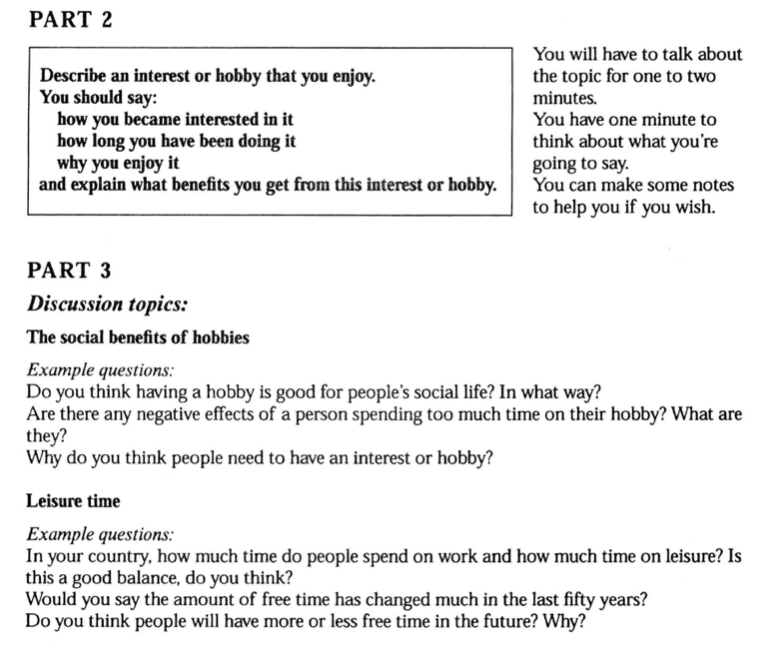 PART 2
Describe an interest or hobby that you enjoy.
You should say:
how you became interested in it
how long you have been doing it
why you enjoy it
and explain what benefits you get from this interest or hobby.
You will have to talk about
the topic for one to two
minutes.
You have one minute to
think about what you're
going to say.
You can make some notes
to help you if you wish.
PART 3
Discussion topics:
The social benefits of hobbies
Example questions:
Do you think having a hobby is good for people's social life? In what way?
Are there any negative effects of a person spending too much time on their hobby? What are
they?
Why do you think people need to have an interest or hobby?
Leisure time
Example questions:
In your country, how much time do people spend on work and how much time on leisure? Is
this a good balance, do you think?
Would you say the amount of free time has changed much in the last fifty years?
Do you think people will have more or less free time in the future? Why?